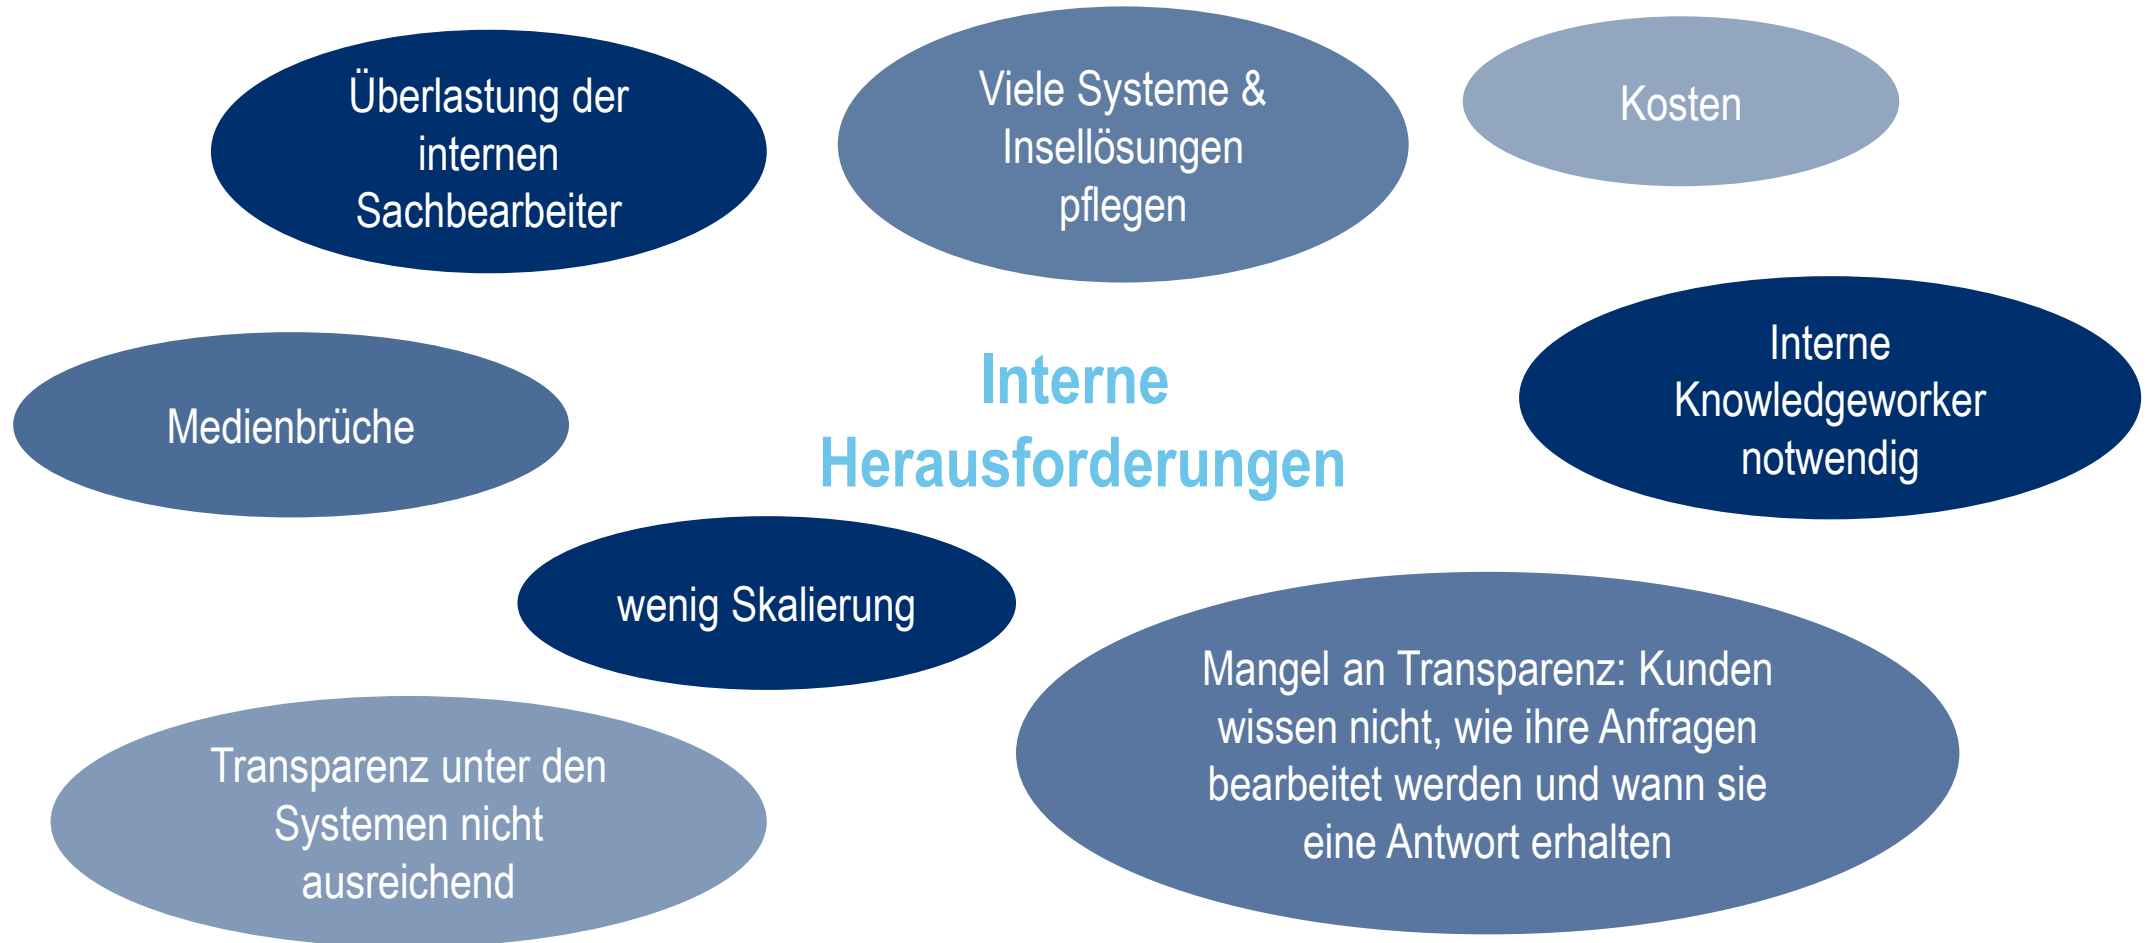 Überlastung der
internen
Sachbearbeiter
Viele Systeme &
Insellösungen
pflegen
Kosten
Interne
Herausforderungen
Interne
Knowledgeworker
notwendig
Medienbrüche
wenig Skalierung
Mangel an Transparenz: Kunden
wissen nicht, wie ihre Anfragen
bearbeitet werden und wann sie
eine Antwort erhalten
Transparenz unter den
Systemen nicht
ausreichend